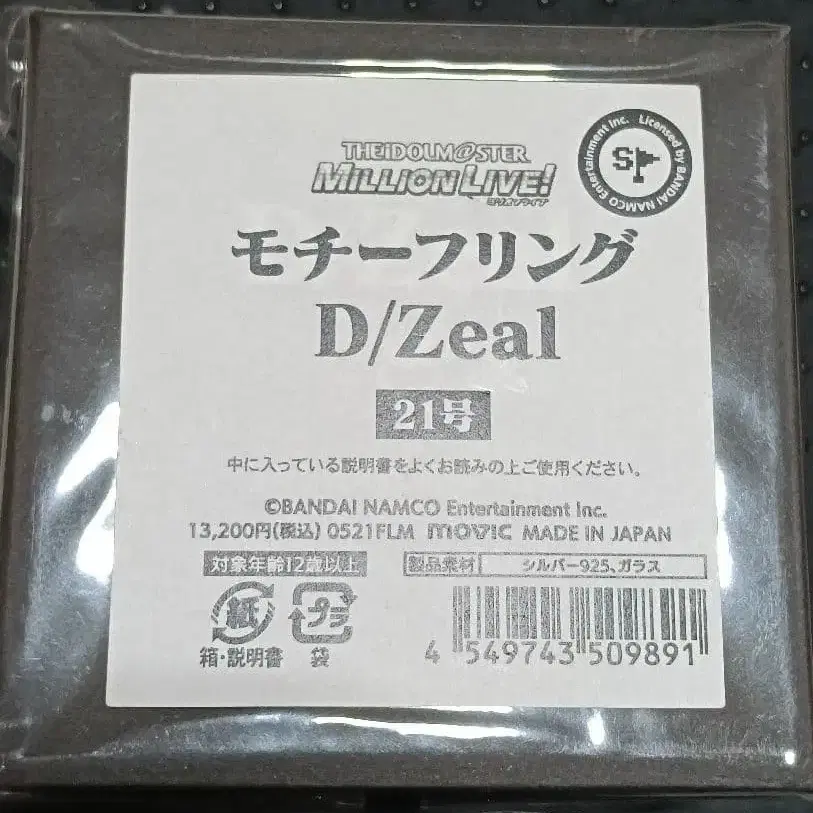 THE iDOLM@STER
MILLION LIVE!
ミリオンライブ
Licensed by BANDAI NAMCO Entertainment Inc.
モチーフリング
D/Zeal
21号
中に入っている説明書をよくお読みの上ご使用ください。
©BANDAI NAMCO Entertainment Inc.
13,200円(税込) 0521FLM movic MADE IN JAPAN
対象年齢12歳以上 製品素材 シルバー925、ガラス
紙 プラ
箱・説明書 袋
4 549743 509891